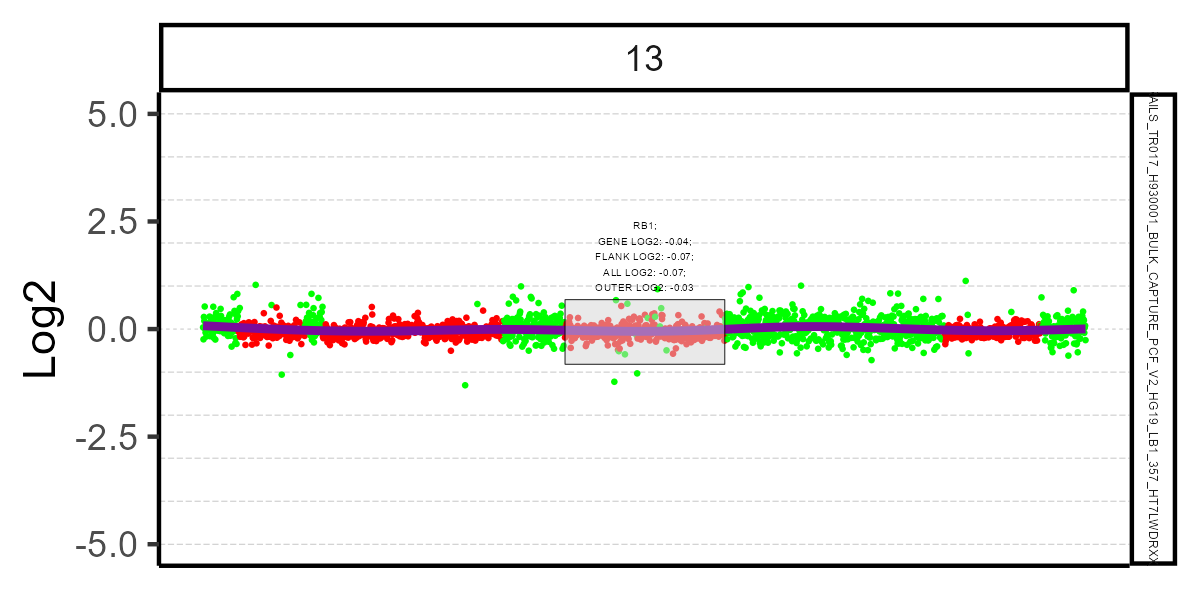 13
Log2
5.0
2.5
0.0
-2.5
-5.0
RB1;
GENE LOG2: -0.04;
FLANK LOG2: -0.07;
ALL LOG2: -0.07;
OUTER LOG2: -0.03
AILS_TR017_H930001_BULK_CAPTURE_PCF_V2_HG19_LB1_357_HT7LWDRX